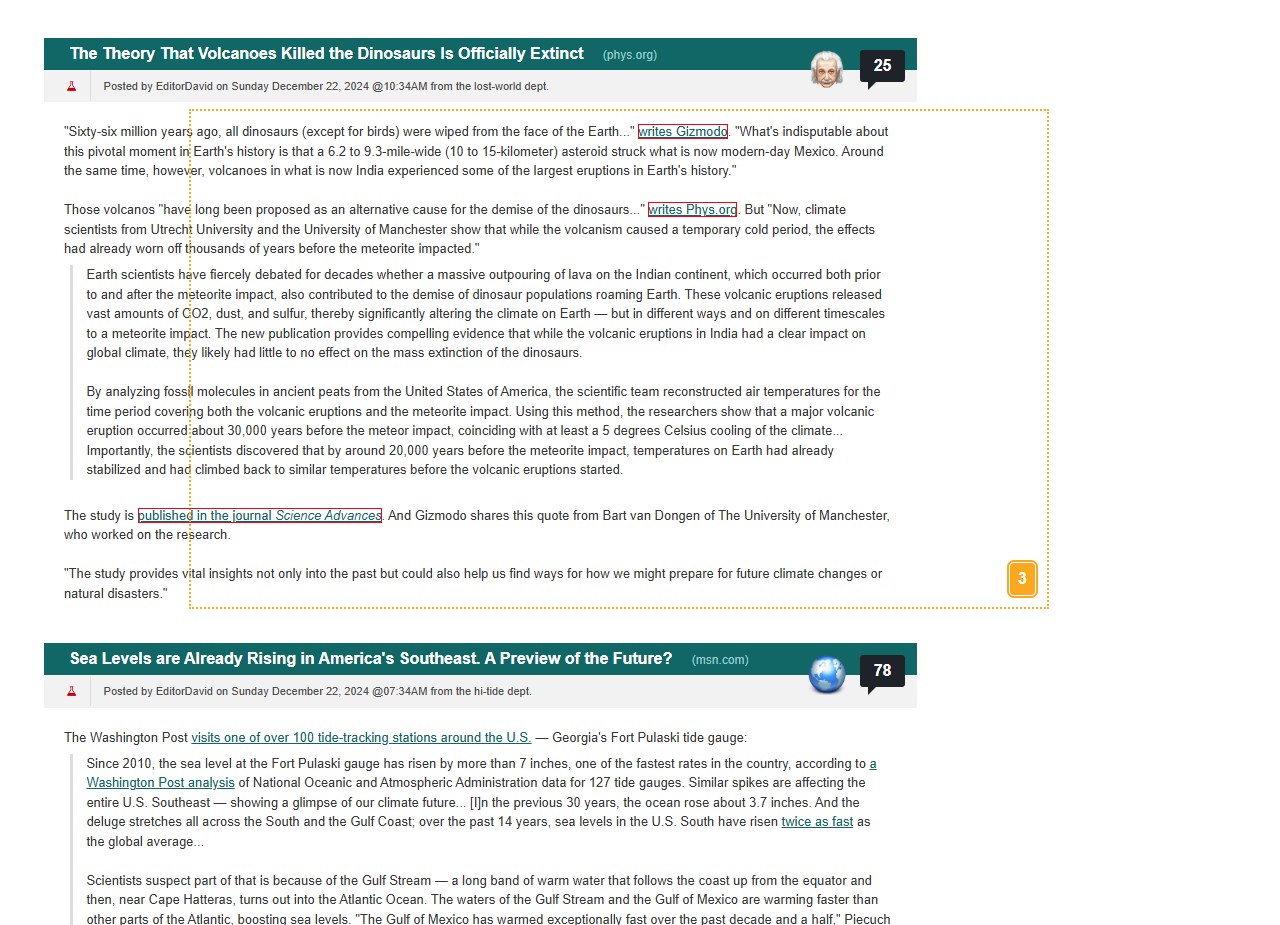 The Theory That Volcanoes Killed the Dinosaurs Is Officially Extinct (phys.org)
25
Posted by EditorDavid on Sunday December 22, 2024 @10:34AM from the lost-world dept.
"Sixty-six million years ago, all dinosaurs (except for birds) were wiped from the face of the Earth..." writes Gizmodo. "What's indisputable about
this pivotal moment in Earth's history is that a 6.2 to 9.3-mile-wide (10 to 15-kilometer) asteroid struck what is now modern-day Mexico. Around
the same time, however, volcanoes in what is now India experienced some of the largest eruptions in Earth's history."
Those volcanos "have long been proposed as an alternative cause for the demise of the dinosaurs..." writes Phys.org. But "Now, climate
scientists from Utrecht University and the University of Manchester show that while the volcanism caused a temporary cold period, the effects
had already worn off thousands of years before the meteorite impacted."
Earth scientists have fiercely debated for decades whether a massive outpouring of lava on the Indian continent, which occurred both prior
to and after the meteorite impact, also contributed to the demise of dinosaur populations roaming Earth. These volcanic eruptions released
vast amounts of CO2, dust, and sulfur, thereby significantly altering the climate on Earth — but in different ways and on different timescales
to a meteorite impact. The new publication provides compelling evidence that while the volcanic eruptions in India had a clear impact on
global climate, they likely had little to no effect on the mass extinction of the dinosaurs.
By analyzing fossil molecules in ancient peats from the United States of America, the scientific team reconstructed air temperatures for the
time period covering both the volcanic eruptions and the meteorite impact. Using this method, the researchers show that a major volcanic
eruption occurred about 30,000 years before the meteor impact, coinciding with at least a 5 degrees Celsius cooling of the climate...
Importantly, the scientists discovered that by around 20,000 years before the meteorite impact, temperatures on Earth had already
stabilized and had climbed back to similar temperatures before the volcanic eruptions started.
The study is published in the journal Science Advances. And Gizmodo shares this quote from Bart van Dongen of The University of Manchester,
who worked on the research.
"The study provides vital insights not only into the past but could also help us find ways for how we might prepare for future climate changes or
natural disasters."
3
Sea Levels are Already Rising in America's Southeast. A Preview of the Future? (msn.com)
78
Posted by EditorDavid on Sunday December 22, 2024 @07:34AM from the hi-tide dept.
The Washington Post visits one of over 100 tide-tracking stations around the U.S. — Georgia's Fort Pulaski tide gauge:
Since 2010, the sea level at the Fort Pulaski gauge has risen by more than 7 inches, one of the fastest rates in the country, according to a
Washington Post analysis of National Oceanic and Atmospheric Administration data for 127 tide gauges. Similar spikes are affecting the
entire U.S. Southeast — showing a glimpse of our climate future... [I]n the previous 30 years, the ocean rose about 3.7 inches. And the
deluge stretches all across the South and the Gulf Coast; over the past 14 years, sea levels in the U.S. South have risen twice as fast as
the global average...
Scientists suspect part of that is because of the Gulf Stream — a long band of warm water that follows the coast up from the equator and
then, near Cape Hatteras, turns out into the Atlantic Ocean. The waters of the Gulf Stream and the Gulf of Mexico are warming faster than
other parts of the Atlantic, boosting sea levels. "The Gulf of Mexico has warmed exceptionally fast over the past decade and a half," Piecuch